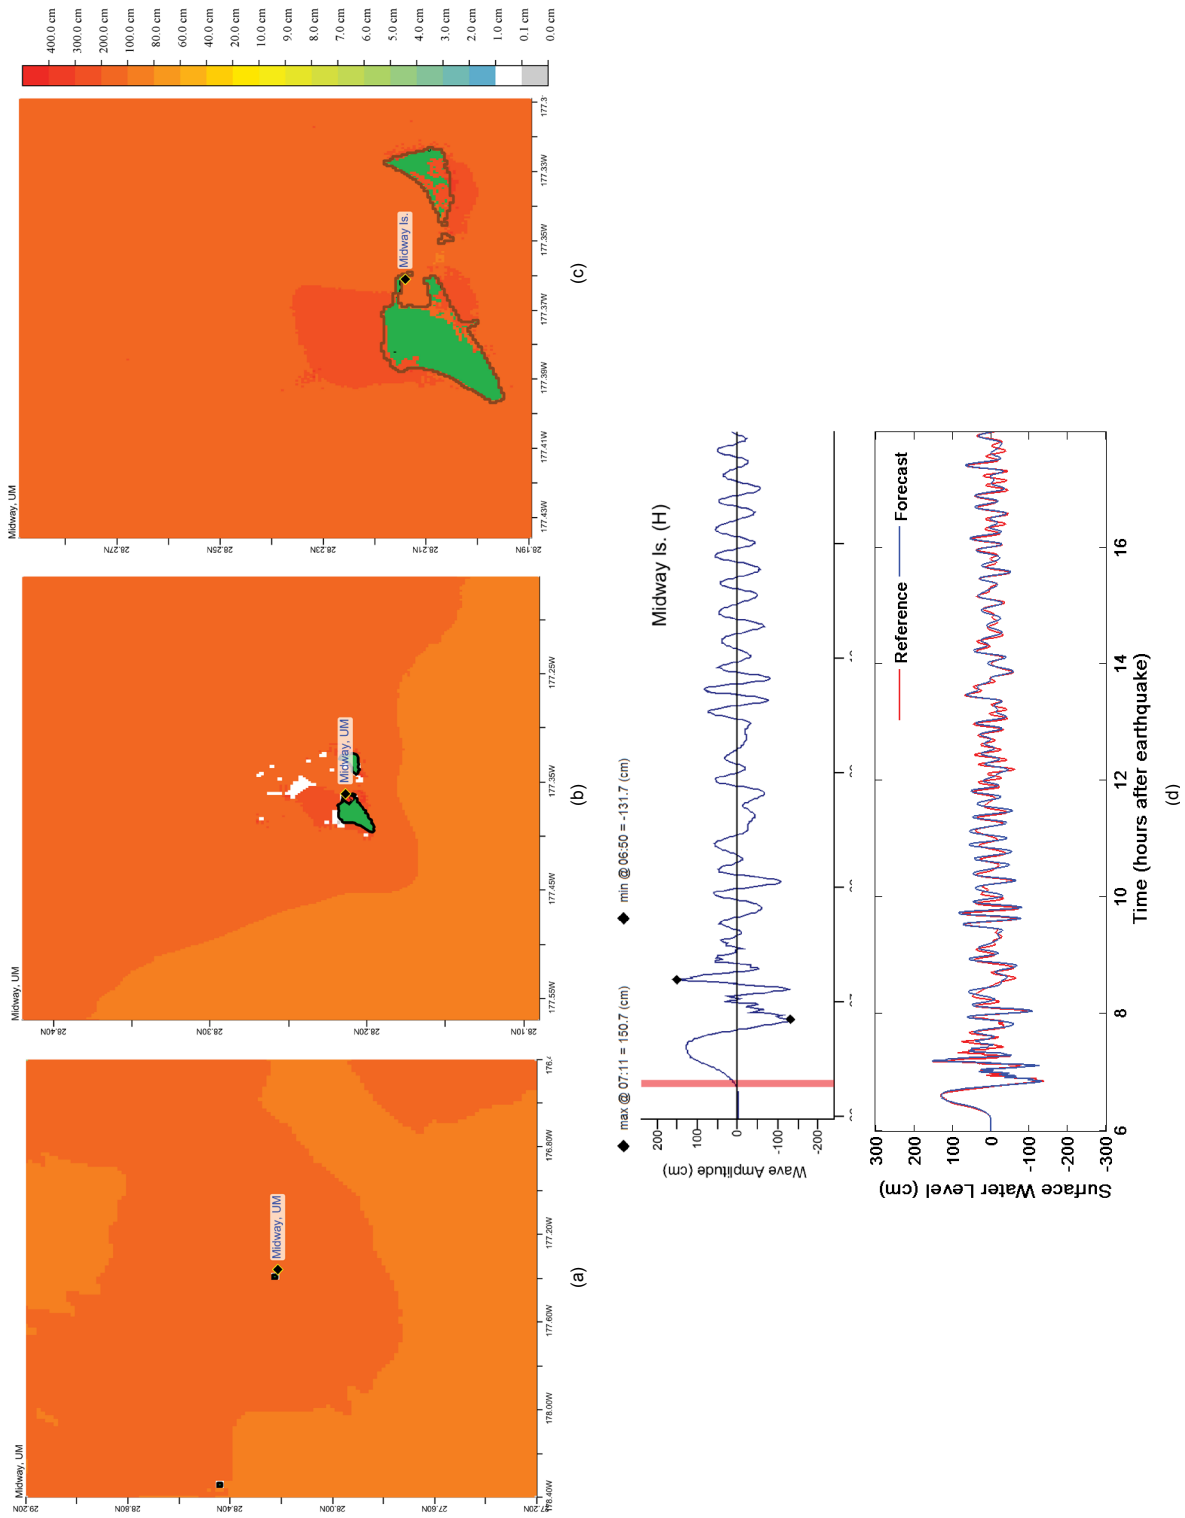 Midway, UM
29.20N
28.80N
28.40N
28.00N
27.60N
27.20N
178.40W
178.00W
177.60W
177.20W
176.80W
176.4
Midway, UM
(a)
Midway, UM
28.40N
28.30N
28.20N
28.10N
177.55W
177.45W
177.35W
177.25W
Midway, UM
(b)
Midway, UM
28.27N
28.25N
28.23N
28.21N
28.19N
177.43W
177.41W
177.39W
177.37W
177.35W
177.33W
177.3
Midway Is.
(c)
400.0 cm
300.0 cm
200.0 cm
100.0 cm
80.0 cm
60.0 cm
40.0 cm
20.0 cm
10.0 cm
9.0 cm
8.0 cm
7.0 cm
6.0 cm
5.0 cm
4.0 cm
3.0 cm
2.0 cm
1.0 cm
0.1 cm
0.0 cm
max @ 07:11 = 150.7 (cm)
min @ 06:50 = -131.7 (cm)
Midway Is. (H)
Wave Amplitude (cm)
200
100
0
-100
-200
Surface Water Level (cm)
300
200
100
0
-100
-200
-300
Reference
Forecast
6
8
10
12
14
16
Time (hours after earthquake)
(d)